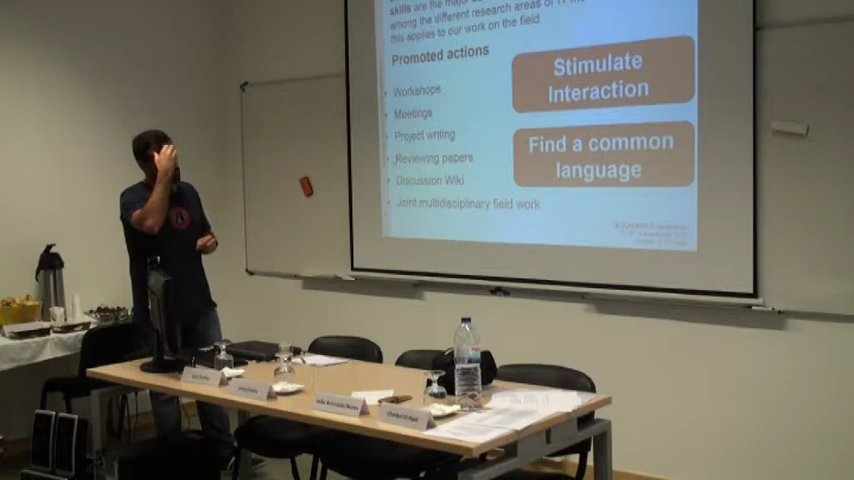 skills are the major
among the different research areas of IT
this applies to our work on the field
Promoted actions
• Workshops
• Meetings
• Project writing
• Reviewing papers
• Discussion Wiki
• Joint multidisciplinary field work
Stimulate
Interaction
Find a common
language